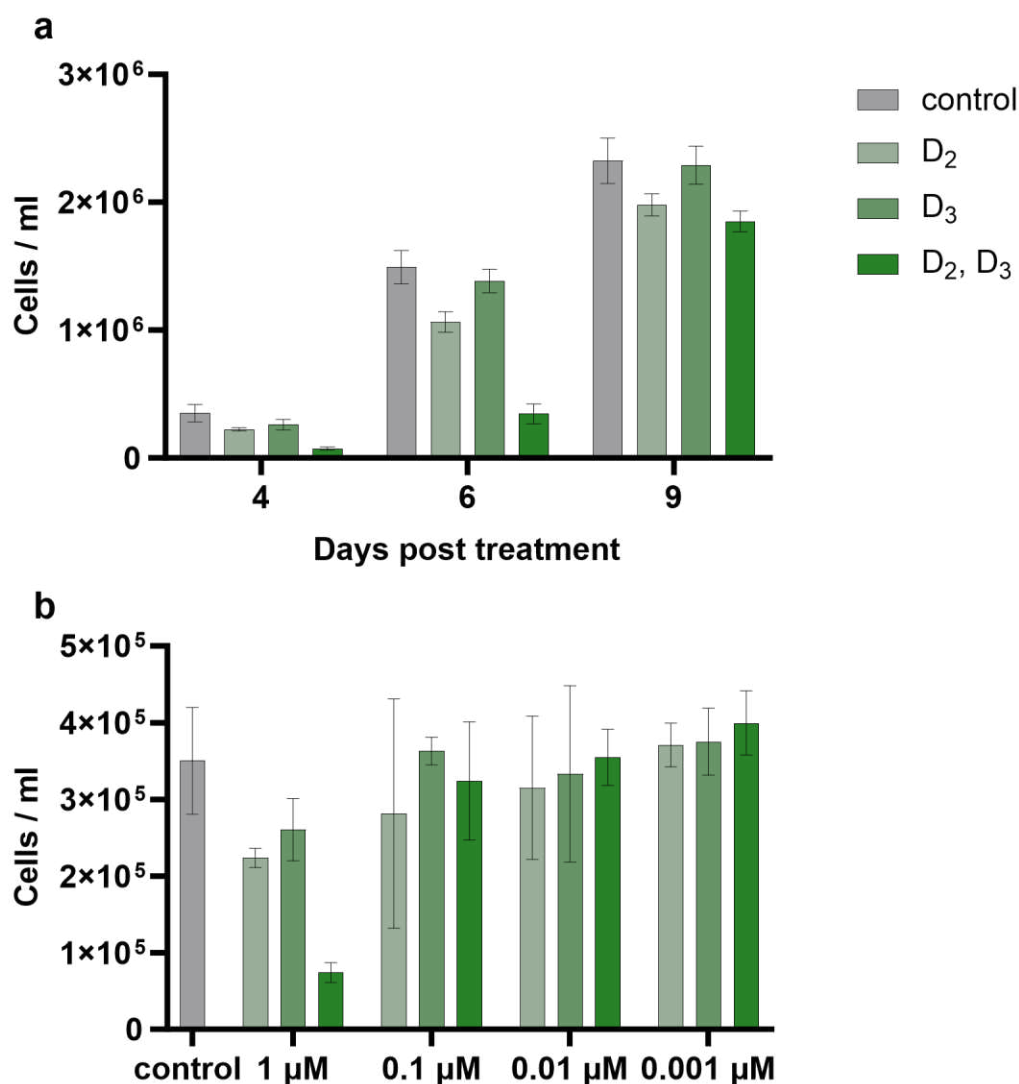 a
3×10⁶
2×10⁶
1×10⁶
0
Cells / ml
4 6 9
Days post treatment
control
D₂
D₃
D₂, D₃
b
5×10⁵
4×10⁵
3×10⁵
2×10⁵
1×10⁵
0
Cells / ml
control 1 µM 0.1 µM 0.01 µM 0.001 µM